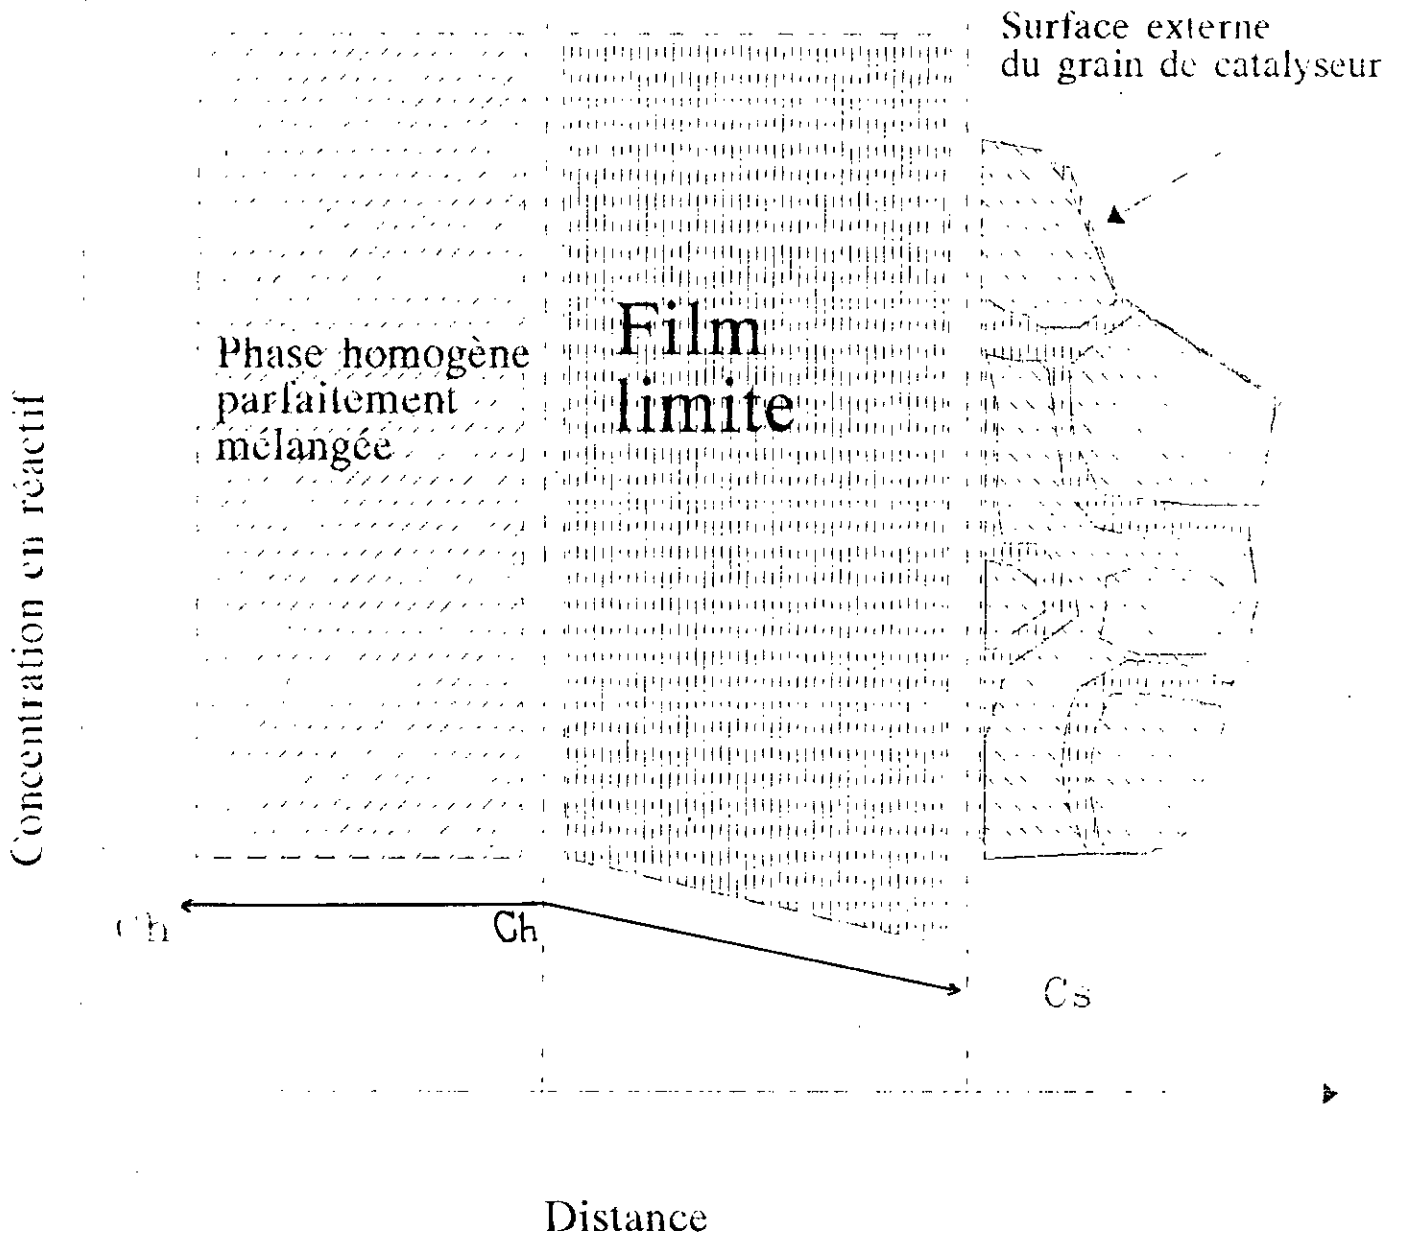 Surface externe
du grain de catalyseur
Film
limite
Phase homogène
parfaitement
mélangée
Concentration en réactif
Ch
Ch
Cs
Distance